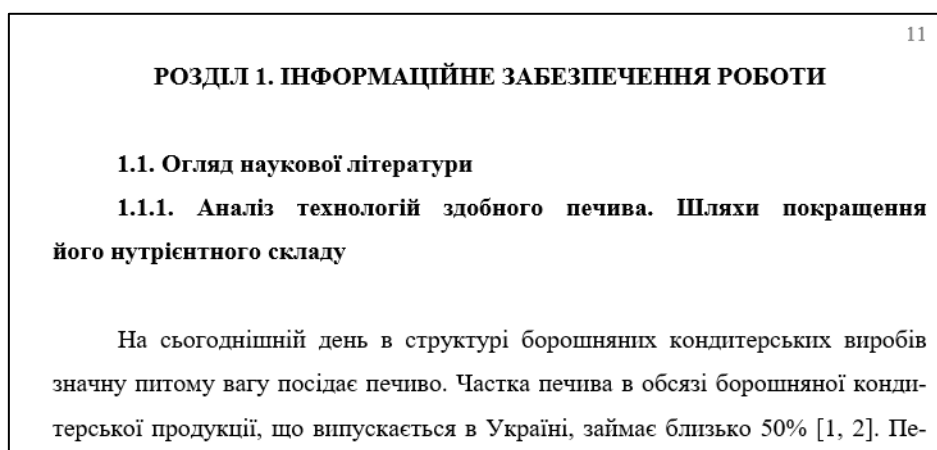 11
РОЗДІЛ 1. ІНФОРМАЦІЙНЕ ЗАБЕЗПЕЧЕННЯ РОБОТИ
1.1. Огляд наукової літератури
1.1.1. Аналіз технологій здобного печива. Шляхи покращення
його нутрієнтного складу
На сьогоднішній день в структурі борошняних кондитерських виробів
значну питому вагу посідає печиво. Частка печива в обсязі борошняної конди-
терської продукції, що випускається в Україні, займає близько 50% [1, 2]. Пе-